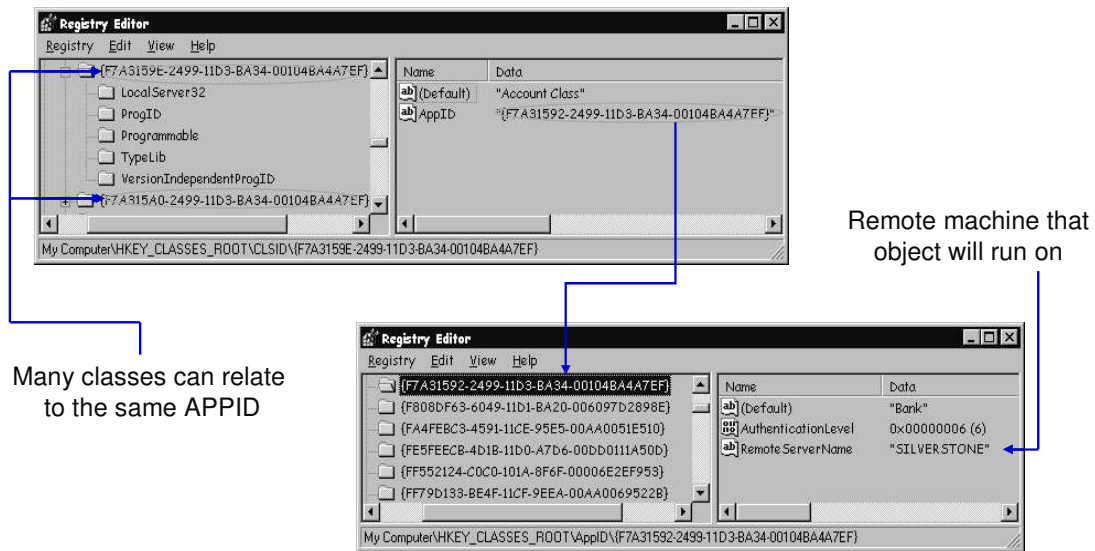 Registry Editor
Registry Edit View Help
{F7A3159E-2499-11D3-BA34-00104BA4A7EF}
LocalServer32
ProgID
Programmable
TypeLib
VersionIndependentProgID
{F7A315A0-2499-11D3-BA34-00104BA4A7EF}
Name Data
(Default) "Account Class"
AppID "{F7A31592-2499-11D3-BA34-00104BA4A7EF}"
My Computer\HKEY_CLASSES_ROOT\CLSID\{F7A3159E-2499-11D3-BA34-00104BA4A7EF}
Remote machine that
object will run on
Many classes can relate
to the same APPID
Registry Editor
Registry Edit View Help
{F7A31592-2499-11D3-BA34-00104BA4A7EF}
{F808DF63-6049-11D1-BA20-006097D2898E}
{FA4FEBC3-4591-11CE-95E5-00AA0051E510}
{FE5FEECB-4D1B-11D0-A7D6-00DD0111A50D}
{FF552124-C0C0-101A-8F6F-00006E2EF953}
{FF79D133-BE4F-11CF-9EEA-00AA0069522B}
Name Data
(Default) "Bank"
AuthenticationLevel 0x00000006 (6)
RemoteServerName "SILVERSTONE"
My Computer\HKEY_CLASSES_ROOT\AppID\{F7A31592-2499-11D3-BA34-00104BA4A7EF}